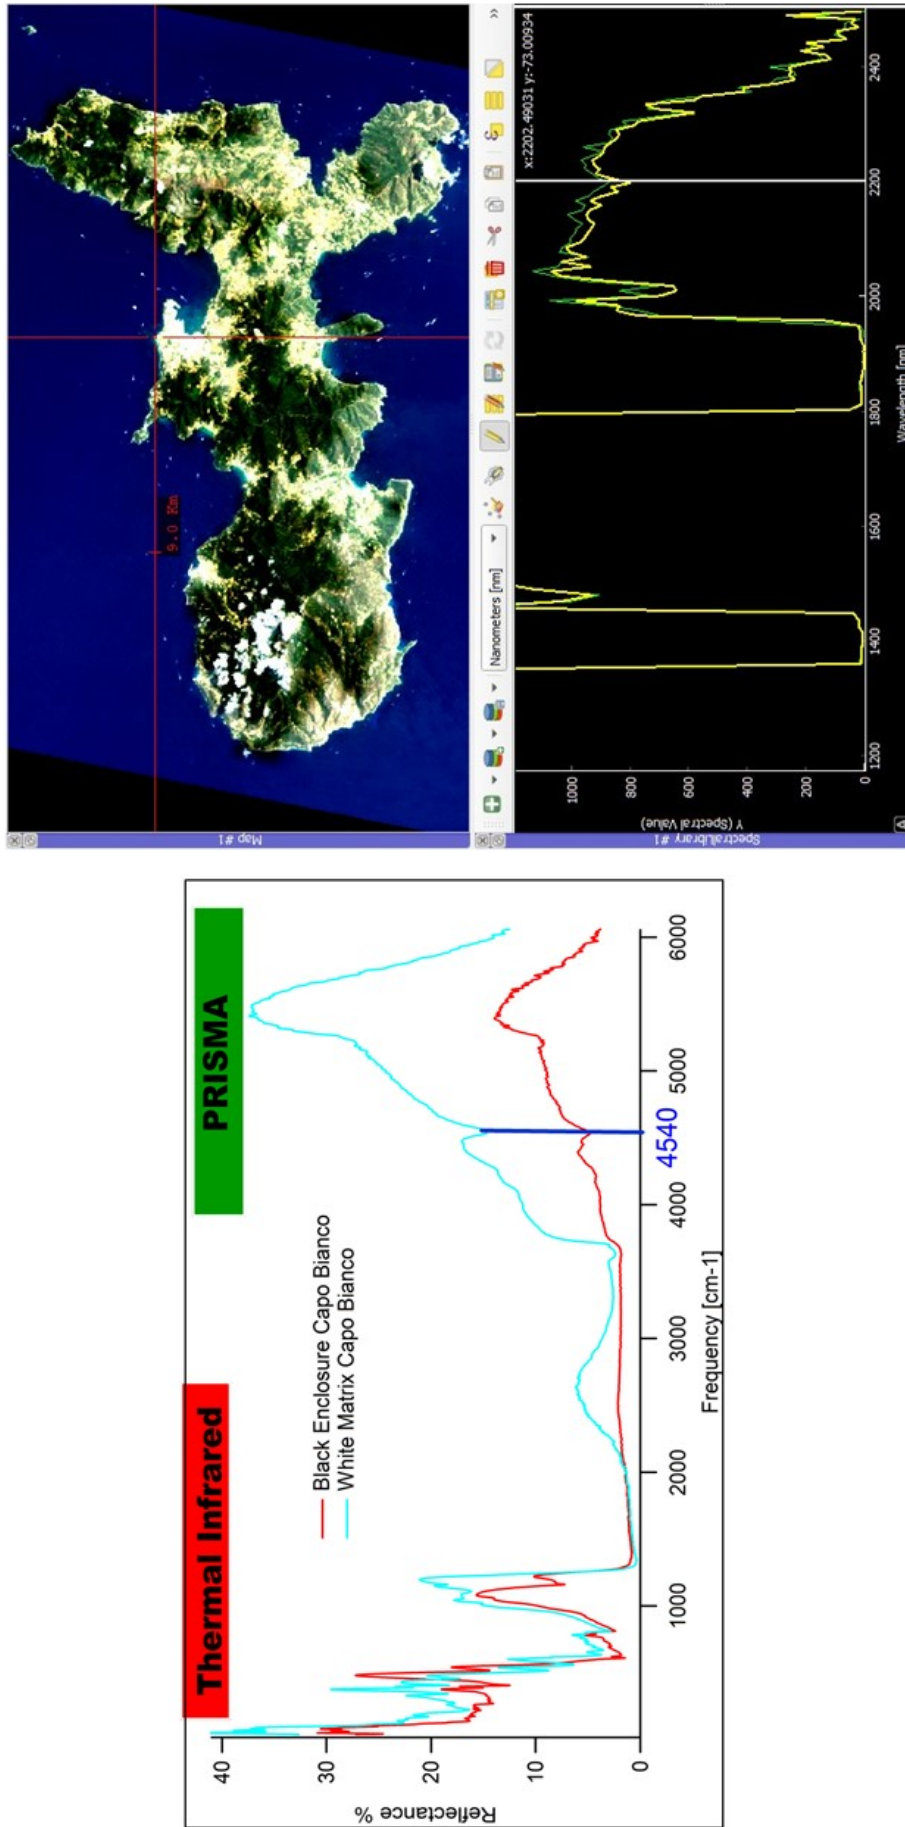 Thermal Infrared
PRISMA
Black Enclosure Capo Bianco
White Matrix Capo Bianco
Reflectance %
40
30
20
10
0
1000
2000
3000
4000
5000
6000
4540
Frequency [cm-1]
Map #1
9.0 Km
SpectralLibrary #1
Nanometers [nm]
x:2202.49031 y:-73.00934
Y (Spectral Value)
1000
800
600
400
200
0
1200
1400
1600
1800
2000
2200
2400
Wavelength [nm]